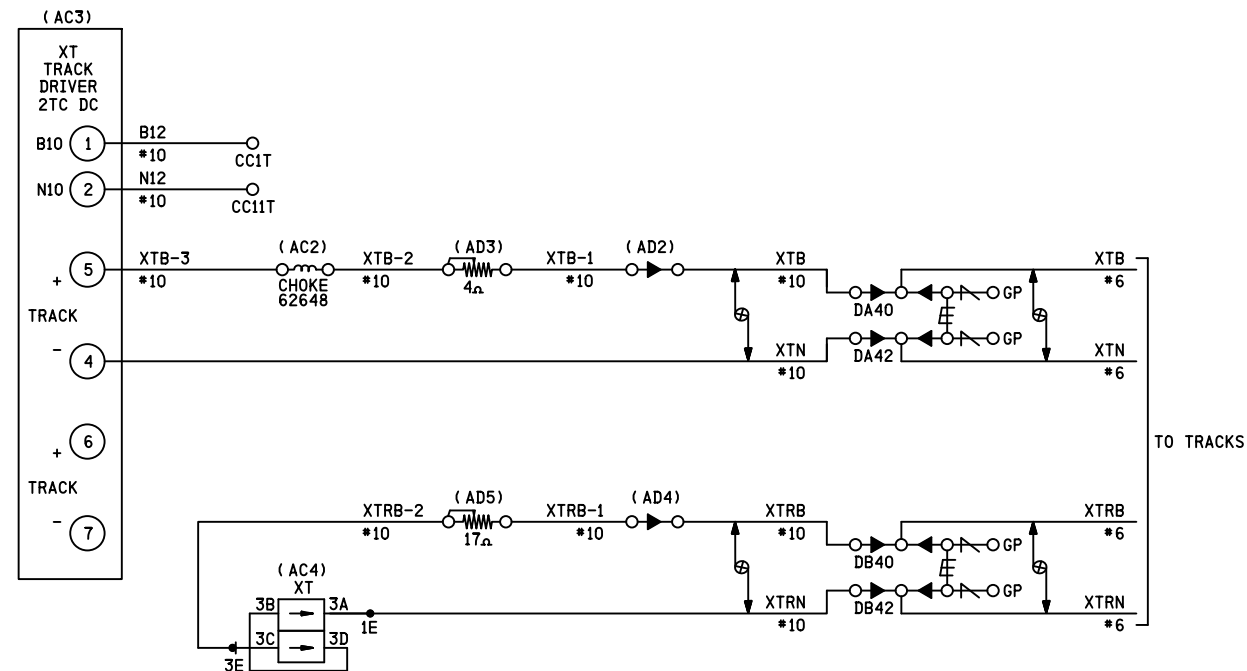 (AC3)
XT
TRACK
DRIVER
2TC DC
B10 1 B12
#10
CC1T
N10 2 N12
#10
CC11T
+ 5 XTB-3
#10
(AC2)
CHOKE
62648
XTB-2
#10
(AD3)
4Ω
XTB-1
#10
(AD2)
XTB
#10
DA40
GP
XTB
#6
TRACK
- 4
XTN
#10
DA42
GP
XTN
#6
+ 6
TRACK
- 7
TO TRACKS
XTRB-2
#10
(AD5)
17Ω
XTRB-1
#10
(AD4)
XTRB
#10
DB40
GP
XTRB
#6
(AC4)
XT
3B 3A
1E
3C 3D
3E
XTRN
#10
DB42
GP
XTRN
#6